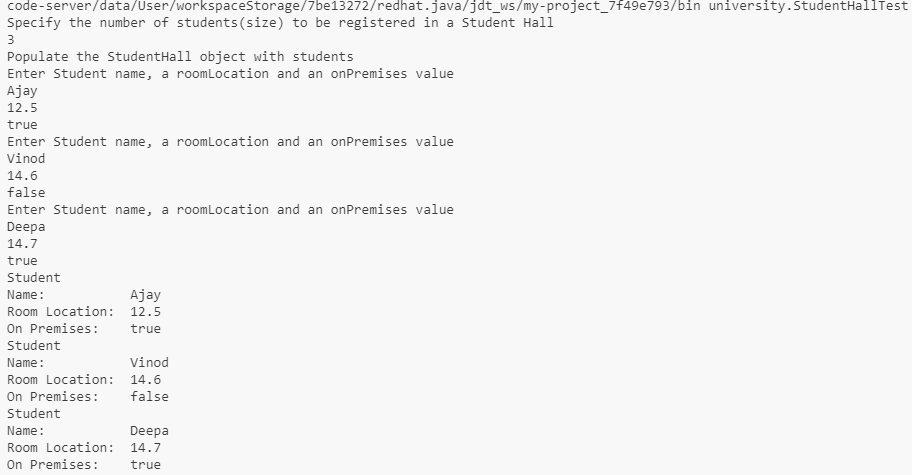 code-server/data/User/workspaceStorage/7be13272/redhat.java/jdt_ws/my-project_7f49e793/bin university.StudentHallTest
Specify the number of students(size) to be registered in a Student Hall
3
Populate the StudentHall object with students
Enter Student name, a roomLocation and an onPremises value
Ajay
12.5
true
Enter Student name, a roomLocation and an onPremises value
Vinod
14.6
false
Enter Student name, a roomLocation and an onPremises value
Deepa
14.7
true
Student
Name:           Ajay
Room Location:  12.5
On Premises:    true
Student
Name:           Vinod
Room Location:  14.6
On Premises:    false
Student
Name:           Deepa
Room Location:  14.7
On Premises:    true